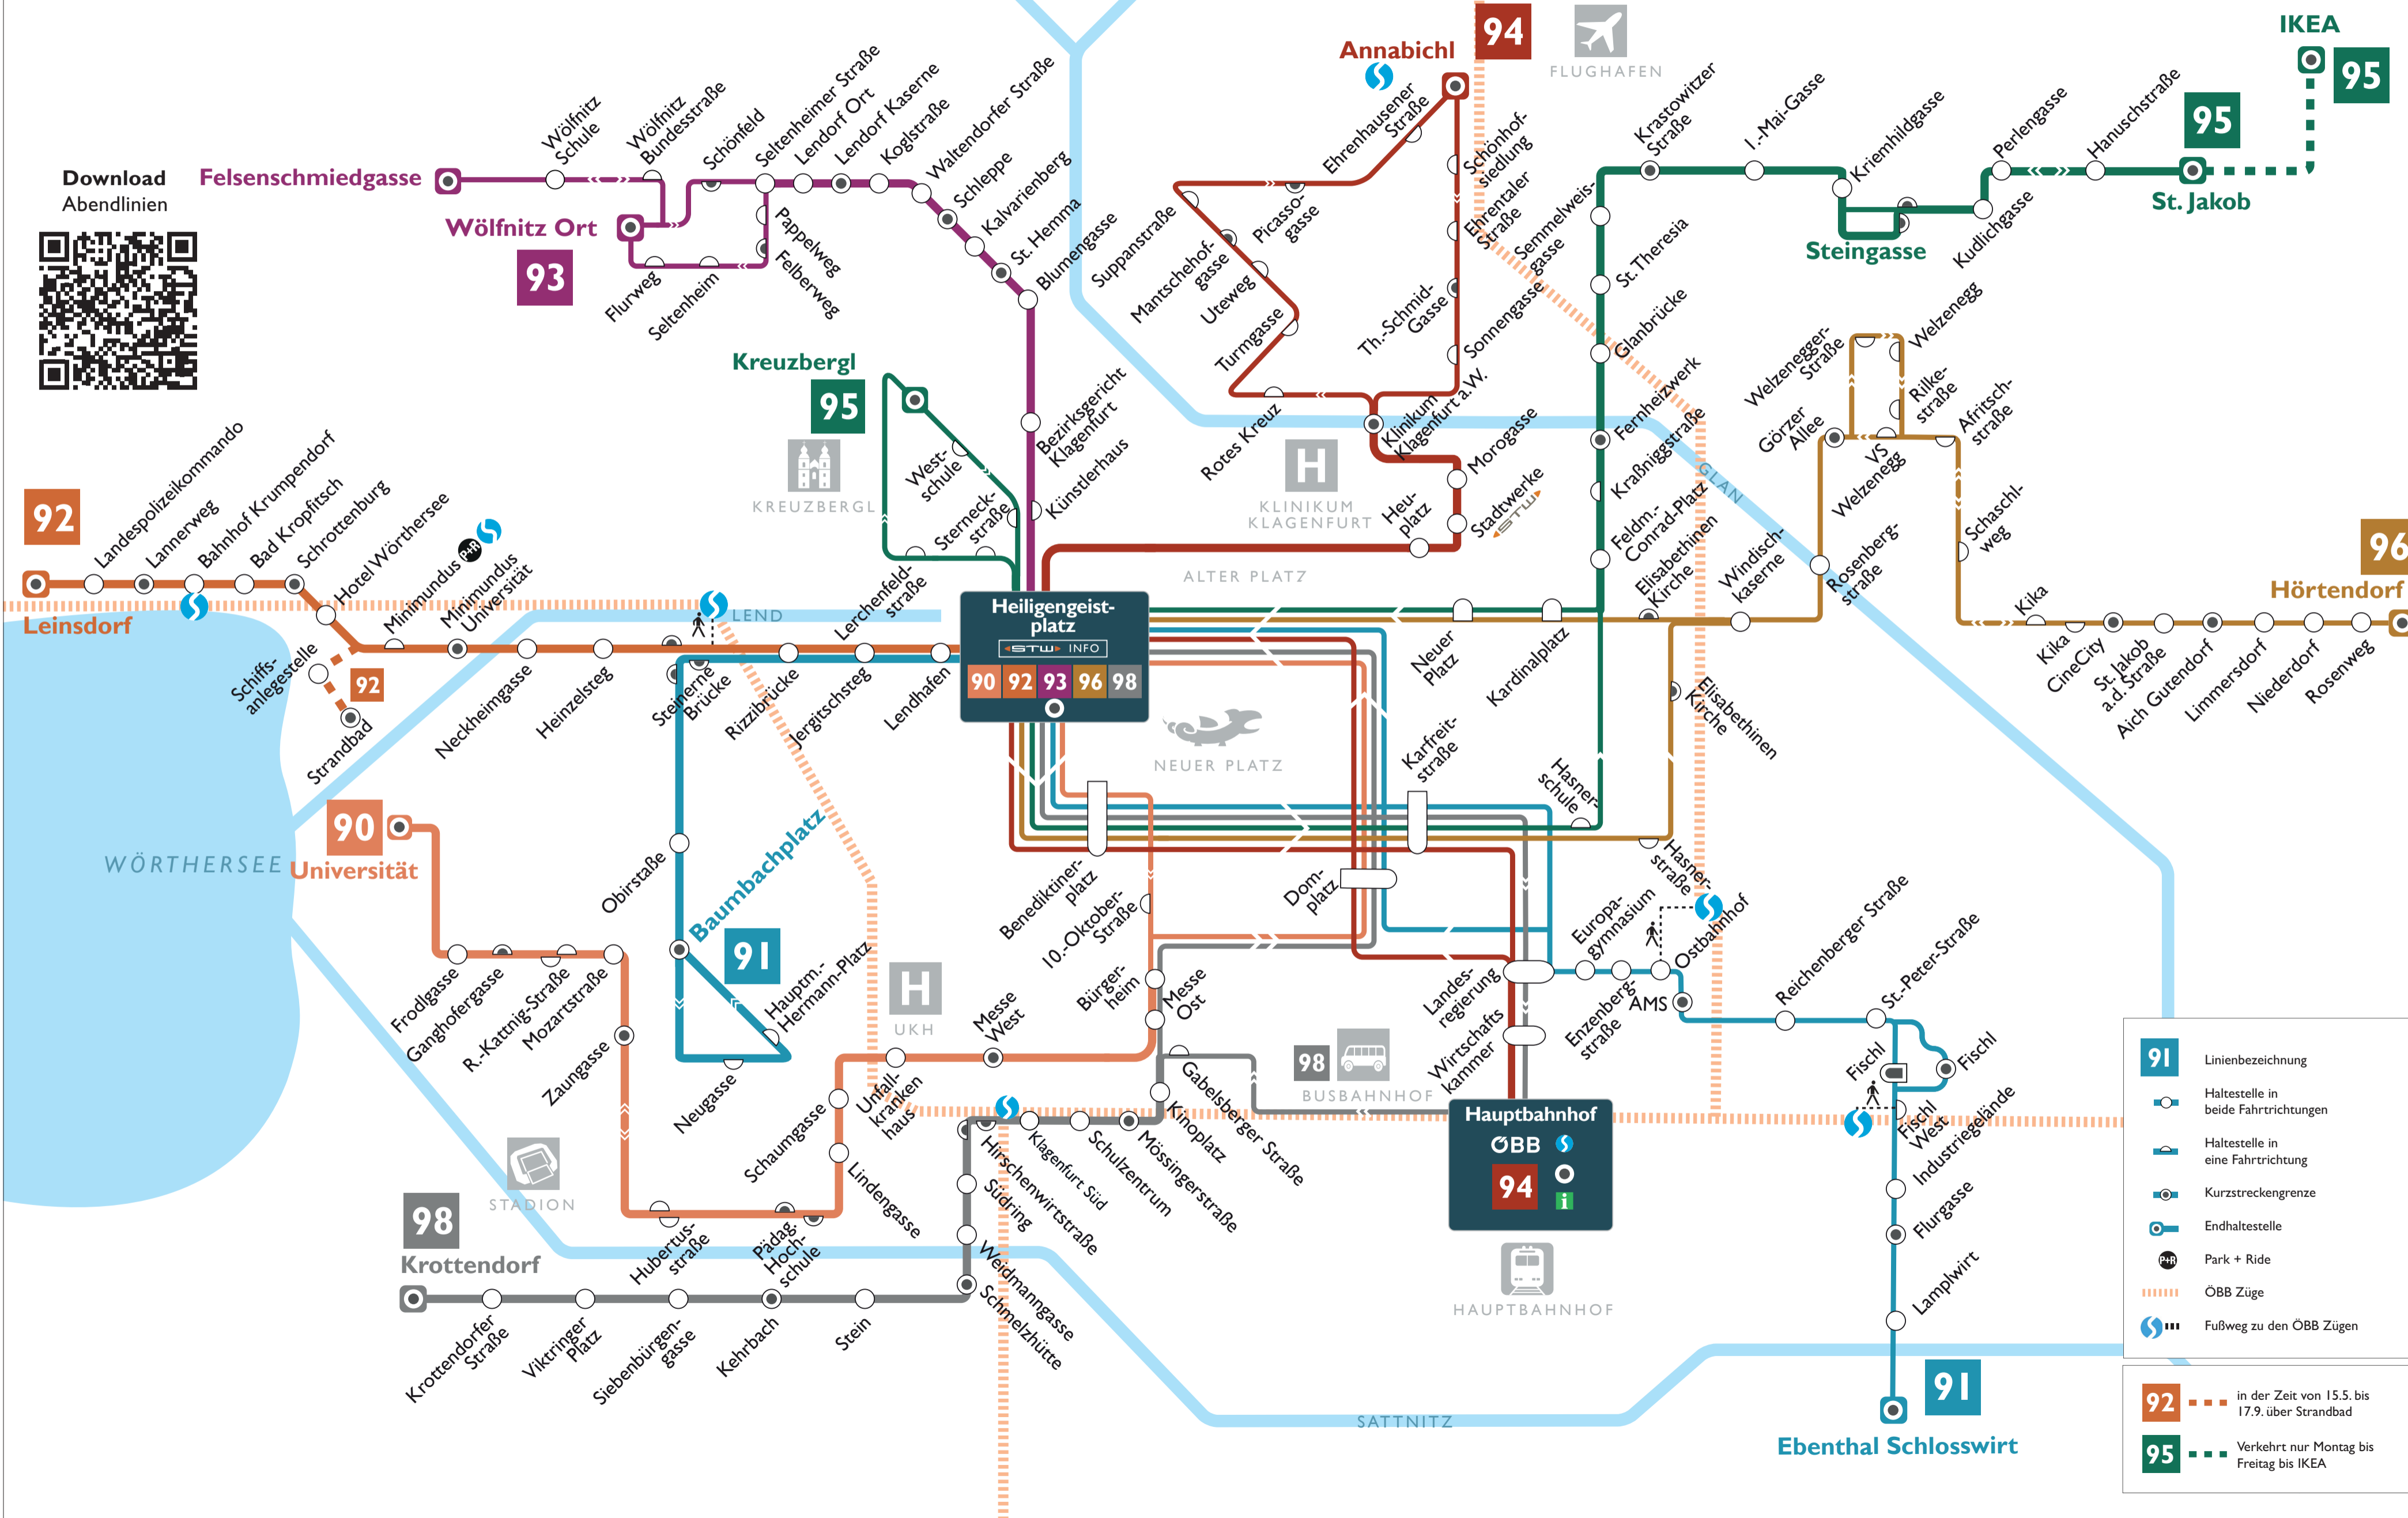 Download
Abendlinien
Felsenschmiedgasse
Wölfnitz
Schule
Wölfnitz
Bundesstraße
Schönfeld
Seltenheimer Straße
Lendorf Ort
Lendorf Kaserne
Koglstraße
Waltendorfer Straße
Schleppe
Kalvarienberg
St. Hemma
Blumengasse
Wölfnitz Ort
93
Flurweg
Seltenheim
Pappelweg
Felberweg
Bezirksgericht
Klagenfurt
Künstlerhaus
Kreuzbergl
95
West-
schule
Sterneck-
straße
KREUZBERGL
Annabichl
94
FLUGHAFEN
Ehrenhausener
Straße
Picasso-
gasse
Suppanstraße
Mantschehof-
gasse
Uteweg
Turmgasse
Rotes Kreuz
Schönhof-
siedlung
Ehrentaler
Straße
Th.-Schmid-
Gasse
Sonnengasse
Klinikum
Klagenfurt a.W.
Morogasse
Stadtwerke
STW
Heu-
platz
H
KLINIKUM
KLAGENFURT
ALTER PLATZ
IKEA
95
95
St. Jakob
Hanuschstraße
Perlengasse
Kudlichgasse
Steingasse
Kriemhildgasse
1.-Mai-Gasse
Krastowitzer
Straße
Semmelweis-
gasse
St. Theresia
Glanbrücke
Fernheizwerk
Kraßniggstraße
Feldm.-
Conrad-Platz
GLAN
Elisabethinen
Kirche
Windisch-
kaserne
Rosenberg-
straße
Görzer
Allee
Welzenegger-
Straße
Welzenegg
Rilke-
straße
VS
Welzenegg
Afritsch-
straße
Schaschl-
weg
Kika
Kika
CineCity
St. Jakob
a.d. Straße
Aich Gutendorf
Limmersdorf
Niederdorf
Rosenweg
96
Hörtendorf
92
Leinsdorf
Landespolizeikommando
Lannerweg
Bahnhof Krumpendorf
Bad Kropfitsch
Schrottenburg
Hotel Wörthersee
Minimundus
P+R
Minimundus
Universität
Schiffs-
anlegestelle
92
Strandbad
Neckheimgasse
Heinzelsteg
Steinerne
Brücke
LEND
Rizzibrücke
Jergitschsteg
Lerchenfeld-
straße
Lendhafen
Heiligengeist-
platz
STW INFO
90 92 93 96 98
NEUER PLATZ
Neuer
Platz
Kardinalplatz
Karfreit-
straße
Hasner-
schule
Elisabethinen
Kirche
Hasner-
straße
Benediktiner-
platz
10.-Oktober-
Straße
Dom-
platz
WÖRTHERSEE
90
Universität
Frodlgasse
Ganghofergasse
R.-Kattnig-Straße
Mozartstraße
Zaungasse
Hubertus-
straße
Pädag.
Hoch-
schule
Lindengasse
Schaumgasse
Unfall-
kranken
haus
Messe
West
Bürger-
heim
Messe
Ost
H
UKH
Obirstaße
Baumbachplatz
91
Hauptm.-
Hermann-Platz
Neugasse
STADION
98
Krottendorf
Krottendorfer
Straße
Viktringer
Platz
Siebenbürgen-
gasse
Kehrbach
Stein
Schmelzhütte
Weidmanngasse
Südring
Hirschenwirtstraße
Klagenfurt Süd
Schulzentrum
Mössingerstraße
Kinoplatz
Gabelsberger Straße
98
BUSBAHNHOF
Landes-
regierung
Wirtschafts
kammer
Hauptbahnhof
ÖBB
94
i
HAUPTBAHNHOF
Europa-
gymnasium
Enzenberg-
straße
Ostbahnhof
AMS
Reichenberger Straße
St.-Peter-Straße
Fischl
Fischl
Fischl
West
Industriegelände
Flurgasse
Lamplwirt
91
Ebenthal Schlosswirt
SATTNITZ
91 Linienbezeichnung
Haltestelle in
beide Fahrtrichtungen
Haltestelle in
eine Fahrtrichtung
Kurzstreckengrenze
Endhaltestelle
P+R Park + Ride
ÖBB Züge
Fußweg zu den ÖBB Zügen
92 in der Zeit von 15.5. bis
17.9. über Strandbad
95 Verkehrt nur Montag bis
Freitag bis IKEA